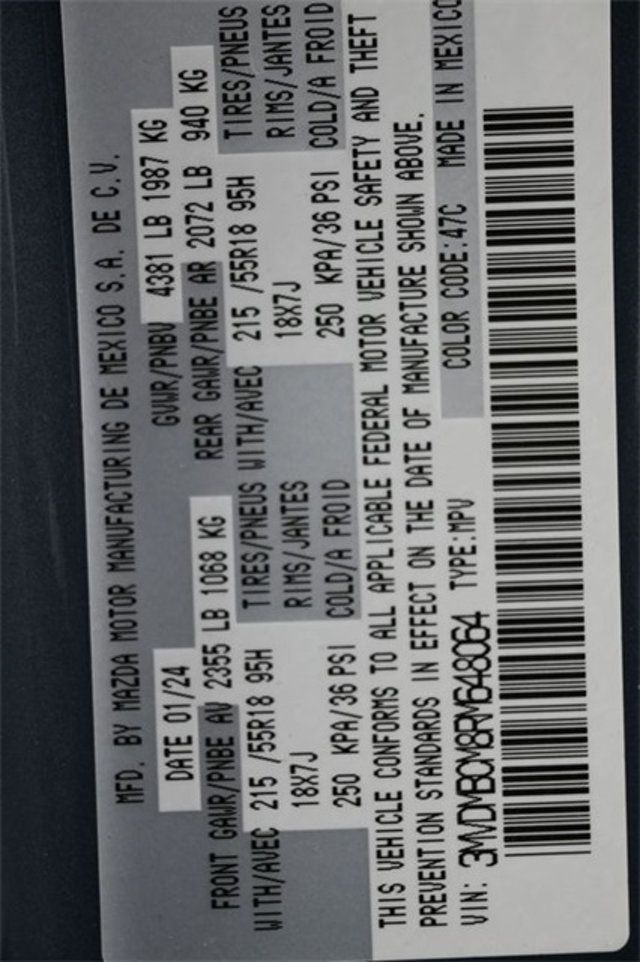 MFD. BY MAZDA MOTOR MANUFACTURING DE MEXICO S.A. DE C.V.
DATE 01/24 GVWR/PNBV 4381 LB 1987 KG
FRONT GAWR/PNBE AV 2355 LB 1068 KG REAR GAWR/PNBE AR 2072 LB 940 KG
WITH/AVEC 215 /55R18 95H TIRES/PNEUS WITH/AVEC 215 /55R18 95H TIRES/PNEUS
18X7J RIMS/JANTES 18X7J RIMS/JANTES
250 KPA/36 PSI COLD/A FROID 250 KPA/36 PSI COLD/A FROID
THIS VEHICLE CONFORMS TO ALL APPLICABLE FEDERAL MOTOR VEHICLE SAFETY AND THEFT
PREVENTION STANDARDS IN EFFECT ON THE DATE OF MANUFACTURE SHOWN ABOVE.
VIN: 3MVDMBCM8RM648064 TYPE:MPV COLOR CODE:47C MADE IN MEXICO